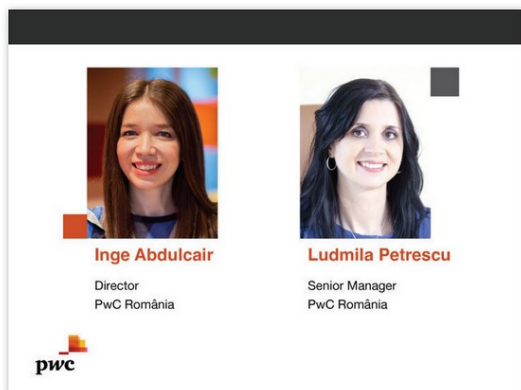 Inge Abdulcair
Director
PwC România
Ludmila Petrescu
Senior Manager
PwC România
pwc